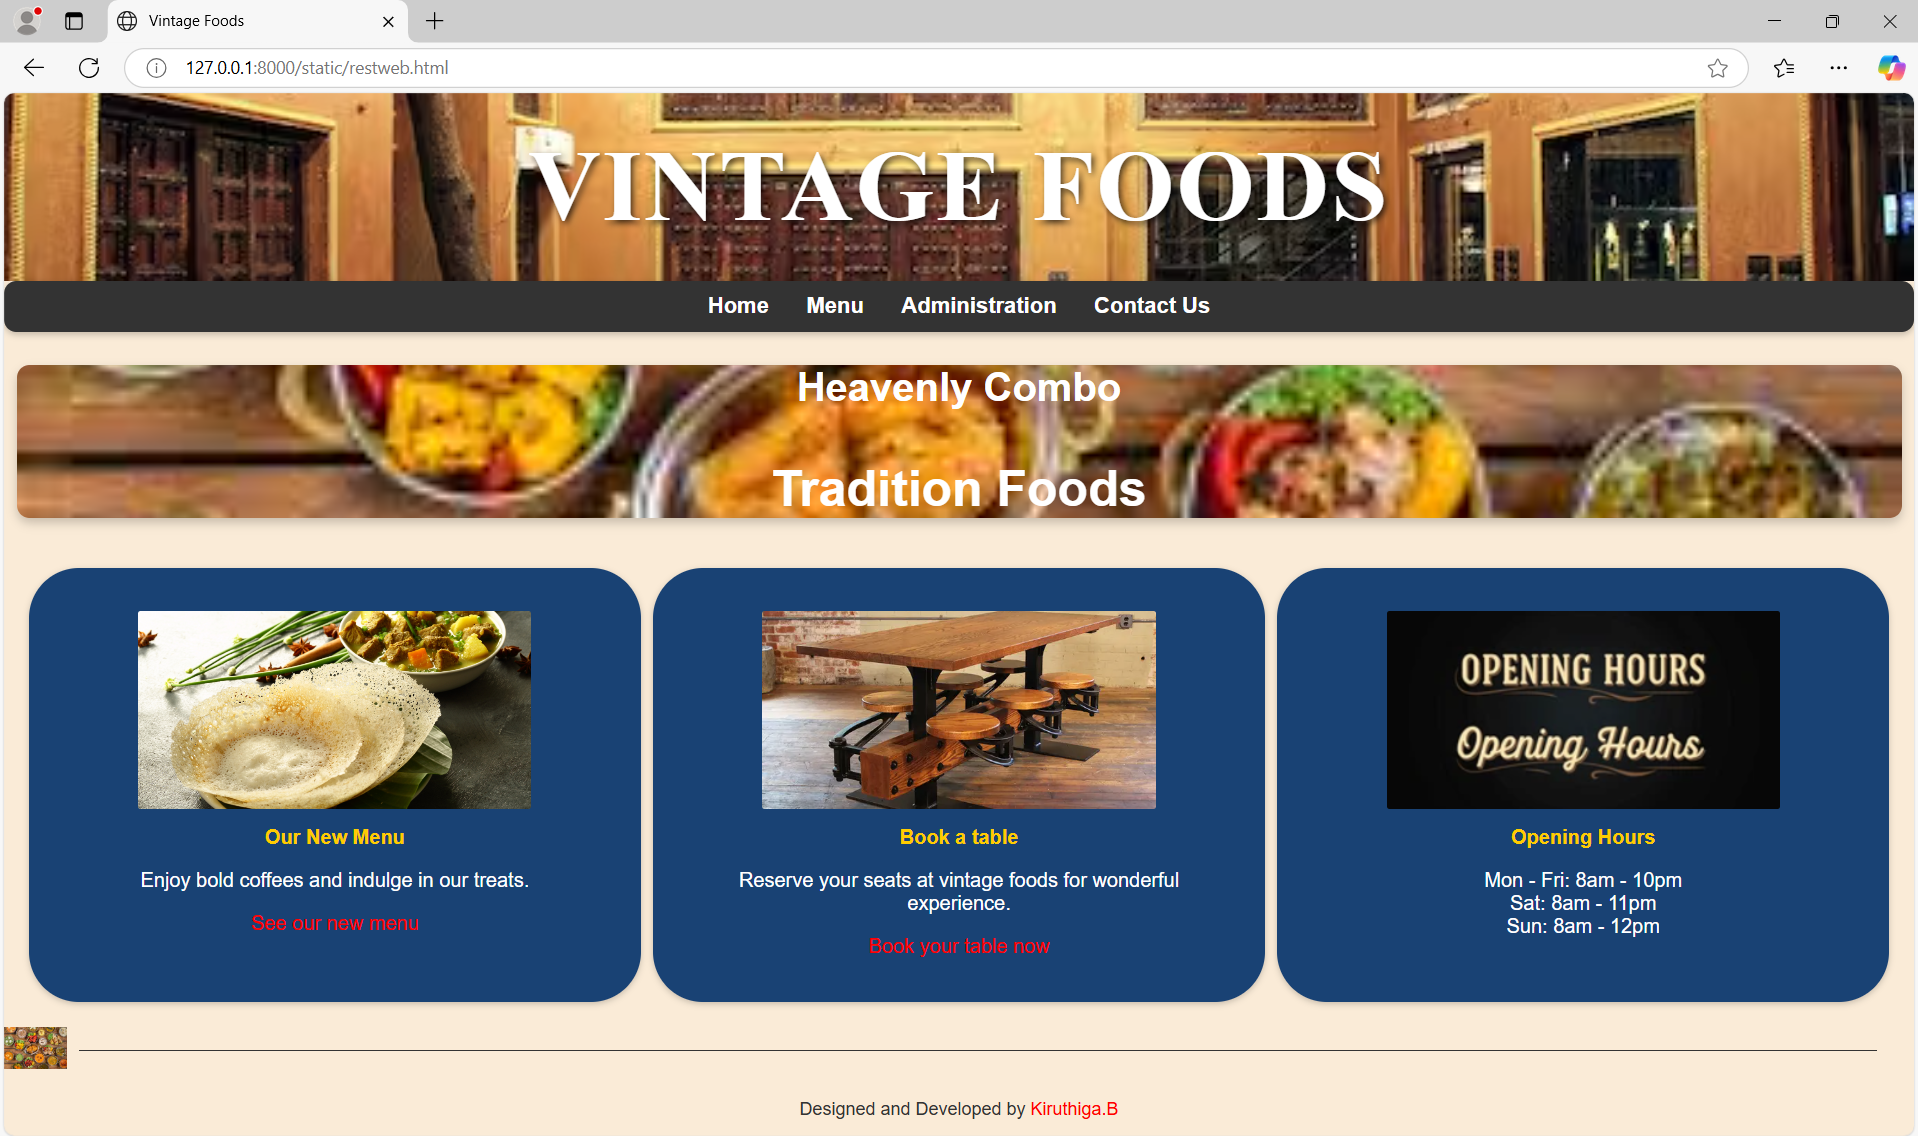 Vintage Foods
127.0.0.1:8000/static/restweb.html
VINTAGE FOODS
Home Menu Administration Contact Us
Heavenly Combo
Tradition Foods
OPENING HOURS
Opening Hours
Our New Menu
Enjoy bold coffees and indulge in our treats.
See our new menu
Book a table
Reserve your seats at vintage foods for wonderful
experience.
Book your table now
Opening Hours
Mon - Fri: 8am - 10pm
Sat: 8am - 11pm
Sun: 8am - 12pm
Designed and Developed by Kiruthiga.B